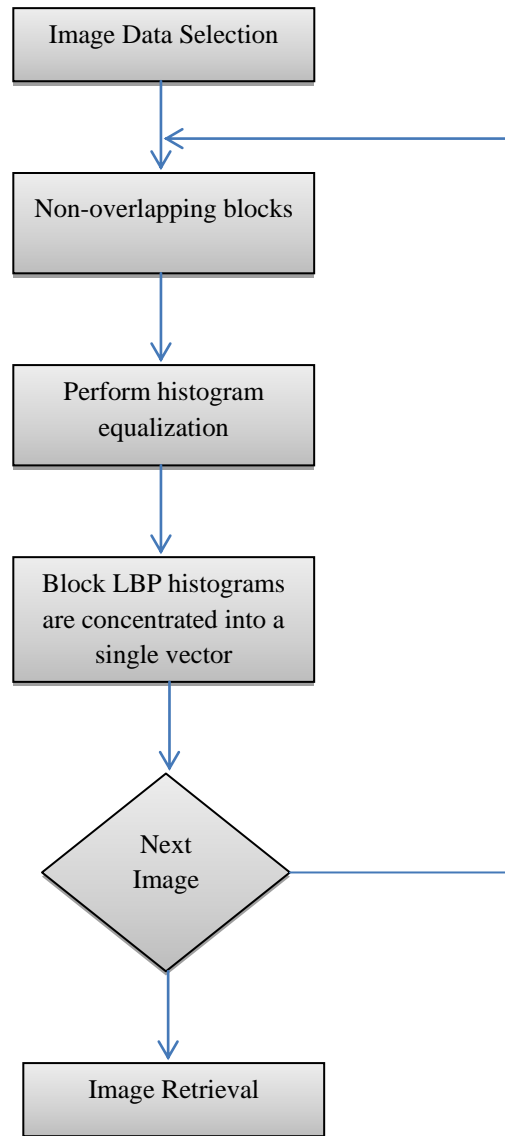 Image Data Selection
Non-overlapping blocks
Perform histogram
equalization
Block LBP histograms
are concentrated into a
single vector
Next
Image
Image Retrieval